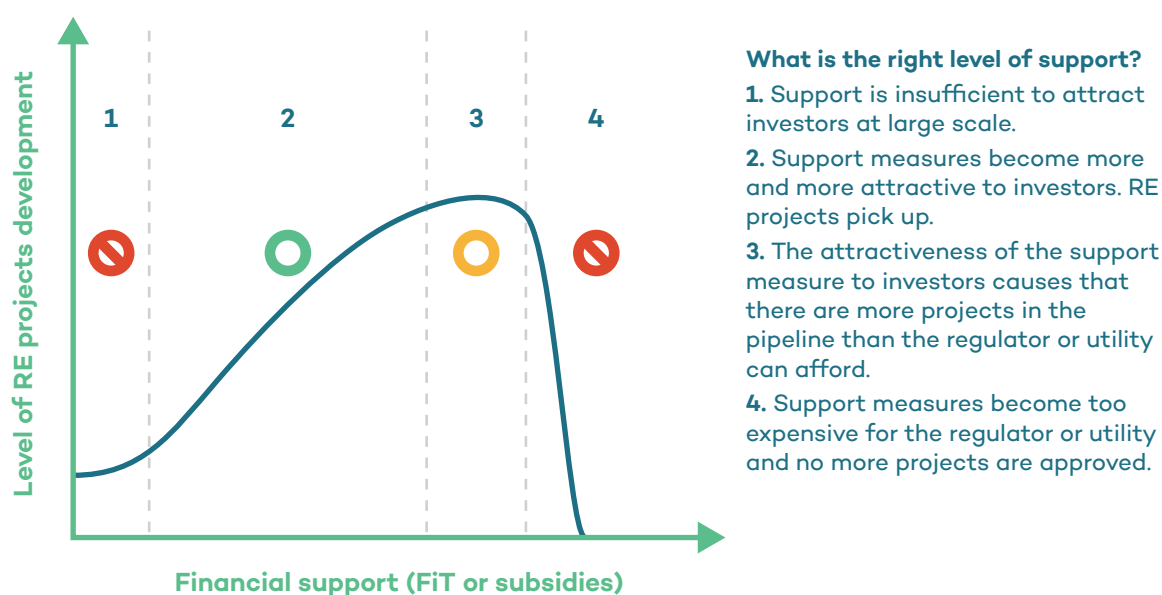 Level of RE projects development
1
2
3
4
Financial support (FiT or subsidies)
What is the right level of support?
1. Support is insufficient to attract
investors at large scale.
2. Support measures become more
and more attractive to investors. RE
projects pick up.
3. The attractiveness of the support
measure to investors causes that
there are more projects in the
pipeline than the regulator or utility
can afford.
4. Support measures become too
expensive for the regulator or utility
and no more projects are approved.